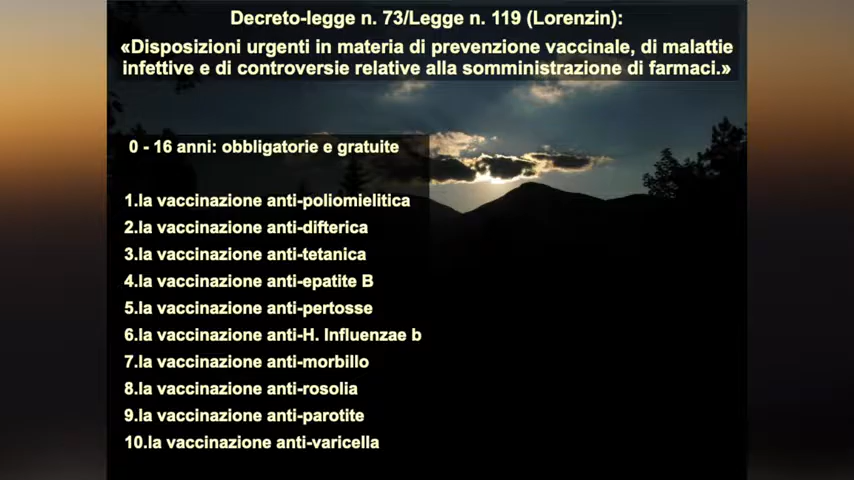 Decreto-legge n. 73/Legge n. 119 (Lorenzin):
«Disposizioni urgenti in materia di prevenzione vaccinale, di malattie
infettive e di controversie relative alla somministrazione di farmaci.»
0 - 16 anni: obbligatorie e gratuite
1.la vaccinazione anti-poliomielitica
2.la vaccinazione anti-difterica
3.la vaccinazione anti-tetanica
4.la vaccinazione anti-epatite B
5.la vaccinazione anti-pertosse
6.la vaccinazione anti-H. Influenzae b
7.la vaccinazione anti-morbillo
8.la vaccinazione anti-rosolia
9.la vaccinazione anti-parotite
10.la vaccinazione anti-varicella